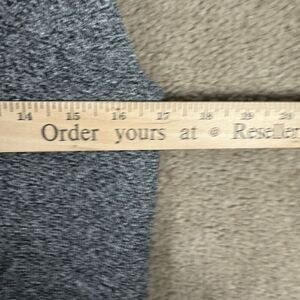 14 15 16 17 18 19 20
Order yours at @ Reseller